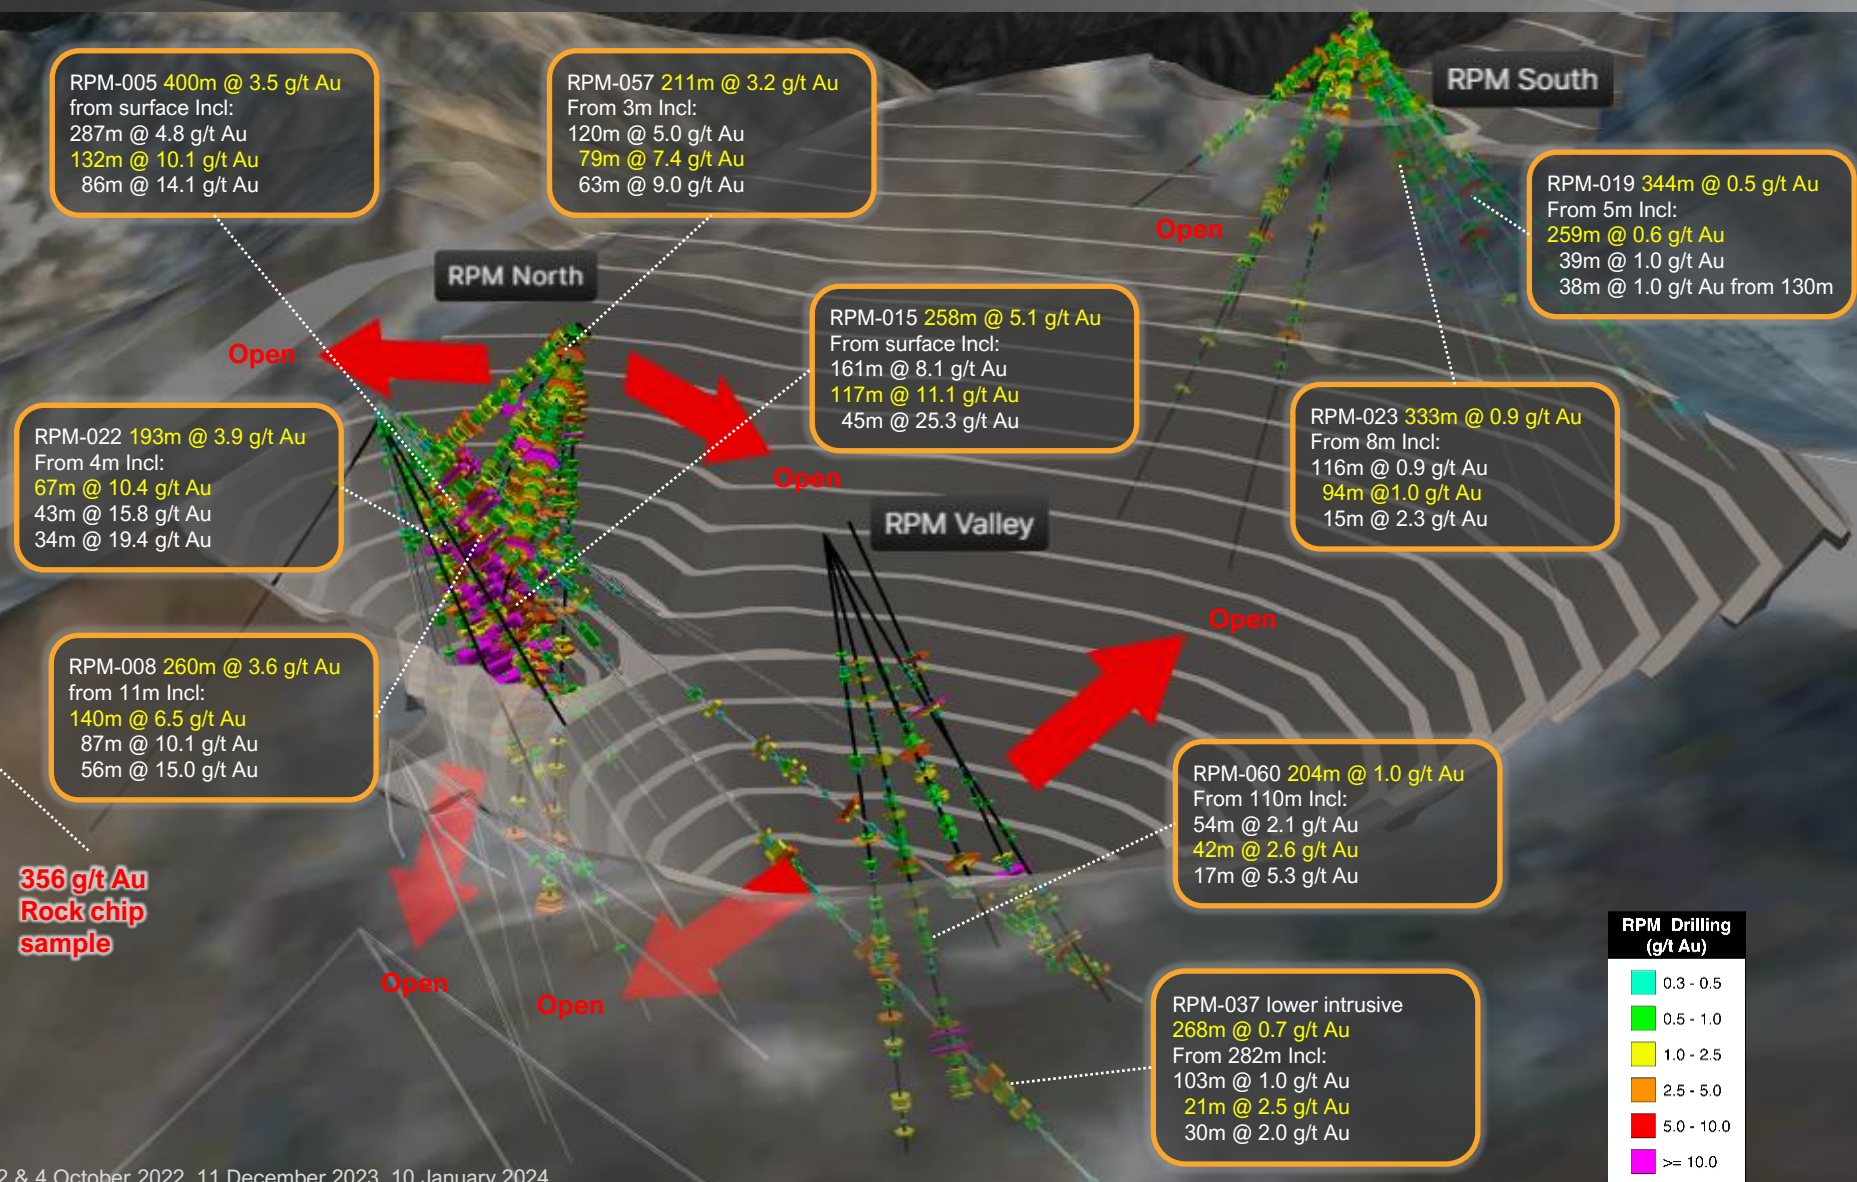 RPM-005 400m @ 3.5 g/t Au
from surface Incl:
287m @ 4.8 g/t Au
132m @ 10.1 g/t Au
86m @ 14.1 g/t Au
RPM-057 211m @ 3.2 g/t Au
From 3m Incl:
120m @ 5.0 g/t Au
79m @ 7.4 g/t Au
63m @ 9.0 g/t Au
RPM South
RPM-019 344m @ 0.5 g/t Au
From 5m Incl:
259m @ 0.6 g/t Au
39m @ 1.0 g/t Au
38m @ 1.0 g/t Au from 130m
Open
RPM North
Open
RPM-015 258m @ 5.1 g/t Au
From surface Incl:
161m @ 8.1 g/t Au
117m @ 11.1 g/t Au
45m @ 25.3 g/t Au
RPM-022 193m @ 3.9 g/t Au
From 4m Incl:
67m @ 10.4 g/t Au
43m @ 15.8 g/t Au
34m @ 19.4 g/t Au
Open
RPM-023 333m @ 0.9 g/t Au
From 8m Incl:
116m @ 0.9 g/t Au
94m @1.0 g/t Au
15m @ 2.3 g/t Au
RPM Valley
Open
RPM-008 260m @ 3.6 g/t Au
from 11m Incl:
140m @ 6.5 g/t Au
87m @ 10.1 g/t Au
56m @ 15.0 g/t Au
RPM-060 204m @ 1.0 g/t Au
From 110m Incl:
54m @ 2.1 g/t Au
42m @ 2.6 g/t Au
17m @ 5.3 g/t Au
356 g/t Au
Rock chip
sample
Open
Open
RPM-037 lower intrusive
268m @ 0.7 g/t Au
From 282m Incl:
103m @ 1.0 g/t Au
21m @ 2.5 g/t Au
30m @ 2.0 g/t Au
RPM Drilling
(g/t Au)
0.3 - 0.5
0.5 - 1.0
1.0 - 2.5
2.5 - 5.0
5.0 - 10.0
>= 10.0
2 & 4 October 2022, 11 December 2023, 10 January 2024